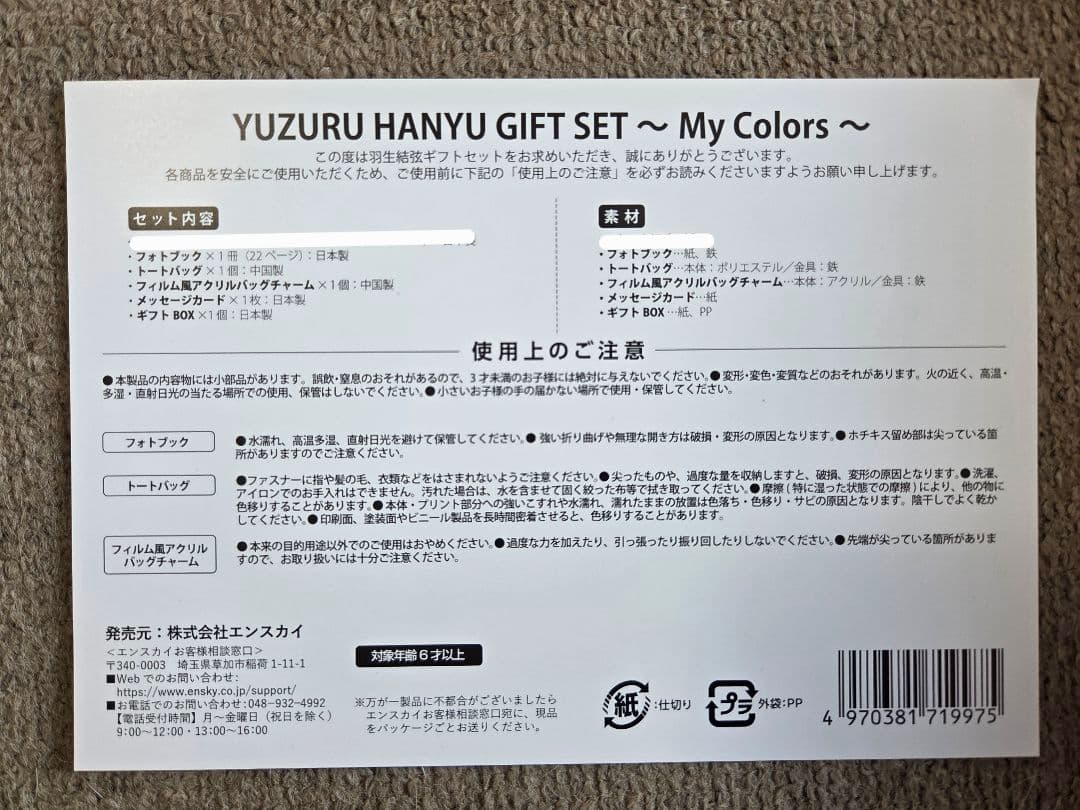 YUZURU HANYU GIFT SET ～ My Colors ～
この度は羽生結弦ギフトセットをお求めいただき、誠にありがとうございます。
各商品を安全にご使用いただくため、ご使用前に下記の「使用上のご注意」を必ずお読みくださいますようお願い申し上げます。
セット内容
・フォトブック×1冊（22ページ）：日本製
・トートバッグ×1個：中国製
・フィルム風アクリルバッグチャーム×1個：中国製
・メッセージカード×1枚：日本製
・ギフトBOX×1個：日本製
素材
・フォトブック…紙、鉄
・トートバッグ…本体：ポリエステル／金具：鉄
・フィルム風アクリルバッグチャーム…本体：アクリル／金具：鉄
・メッセージカード…紙
・ギフトBOX…紙、PP
使用上のご注意
●本製品の内容物には小部品があります。誤飲・窒息のおそれがあるので、3才未満のお子様には絶対に与えないでください。●変形・変色・変質などのおそれがあります。火の近く、高温・
多湿・直射日光の当たる場所での使用、保管はしないでください。●小さいお子様の手の届かない場所で使用・保管してください。
フォトブック
●水濡れ、高温多湿、直射日光を避けて保管してください。●強い折り曲げや無理な開き方は破損・変形の原因となります。●ホチキス留め部は尖っている箇
所がありますのでご注意ください。
トートバッグ
●ファスナーに指や髪の毛、衣類などをはさまれないようご注意ください。●尖ったものや、過度な量を収納しますと、破損、変形の原因となります。●洗濯、
アイロンでのお手入れはできません。汚れた場合は、水を含ませて固く絞った布等で拭き取ってください。●摩擦（特に湿った状態での摩擦）により、他の物に
色移りすることがあります。●本体・プリント部分への強いこすれや水濡れ、濡れたままの放置は色落ち・色移り・サビの原因となります。陰干しでよく乾か
してください。●印刷面、塗装面やビニール製品を長時間密着させると、色移りすることがあります。
フィルム風アクリル
バッグチャーム
●本来の目的用途以外でのご使用はおやめください。●過度な力を加えたり、引っ張ったり振り回したりしないでください。●先端が尖っている箇所がありま
すので、お取り扱いには十分ご注意ください。
発売元：株式会社エンスカイ
＜エンスカイお客様相談窓口＞
〒340-0003　埼玉県草加市稲荷1-11-1
■Webでのお問い合わせ：
https://www.ensky.co.jp/support/
■お電話でのお問い合わせ：048-932-4992
【電話受付時間】月～金曜日（祝日を除く）
9:00～12:00・13:00～16:00
対象年齢6才以上
※万が一製品に不都合がございましたら
エンスカイお客様相談窓口宛に、現品
をパッケージごとお送りください。
紙：仕切り
プラ 外袋：PP
4 970381 719975